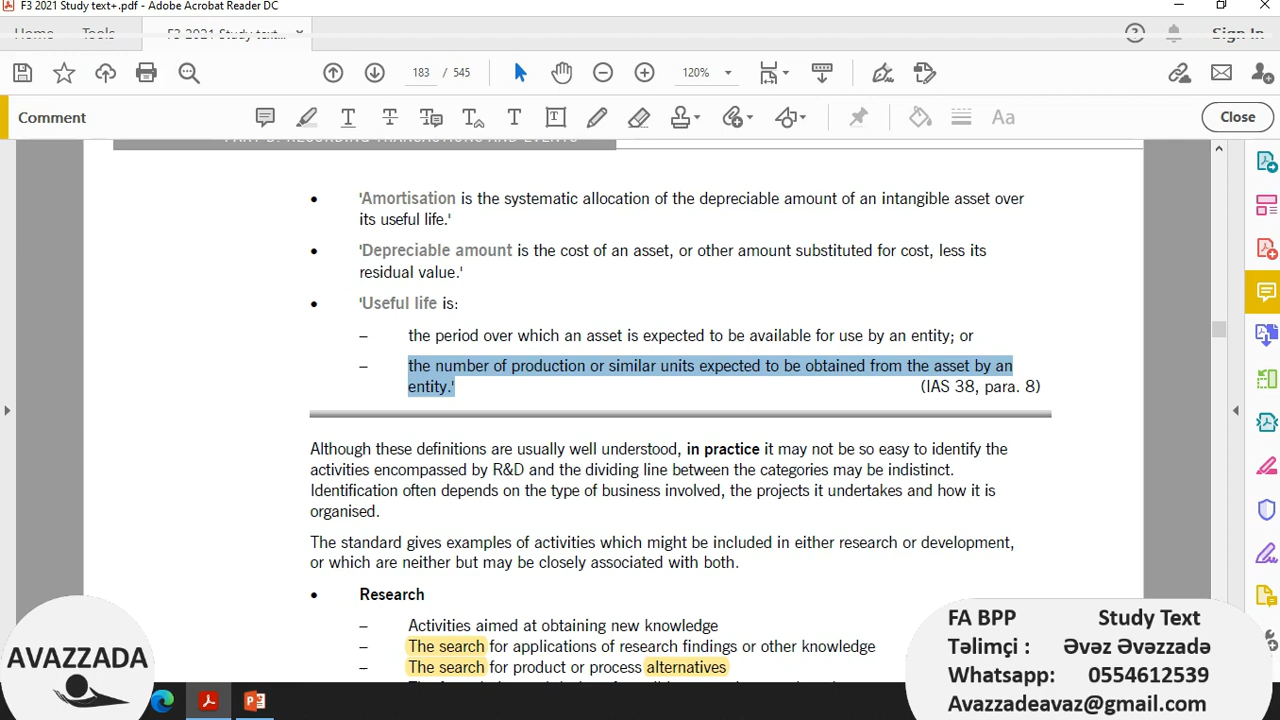 F3 2021 Study text+.pdf - Adobe Acrobat Reader DC
Home Tools F3 2021 Study text... × Sign In
183 / 545 120%
Comment Close
PART D: RECORDING TRANSACTIONS AND EVENTS
• 'Amortisation is the systematic allocation of the depreciable amount of an intangible asset over
its useful life.'
• 'Depreciable amount is the cost of an asset, or other amount substituted for cost, less its
residual value.'
• 'Useful life is:
– the period over which an asset is expected to be available for use by an entity; or
– the number of production or similar units expected to be obtained from the asset by an
entity.' (IAS 38, para. 8)
Although these definitions are usually well understood, in practice it may not be so easy to identify the
activities encompassed by R&D and the dividing line between the categories may be indistinct.
Identification often depends on the type of business involved, the projects it undertakes and how it is
organised.
The standard gives examples of activities which might be included in either research or development,
or which are neither but may be closely associated with both.
• Research
– Activities aimed at obtaining new knowledge
– The search for applications of research findings or other knowledge
– The search for product or process alternatives
AVAZZADA
FA BPP Study Text
Təlimçi : Əvəz Əvəzzadə
Whatsapp: 0554612539
Avazzadeavaz@gmail.com